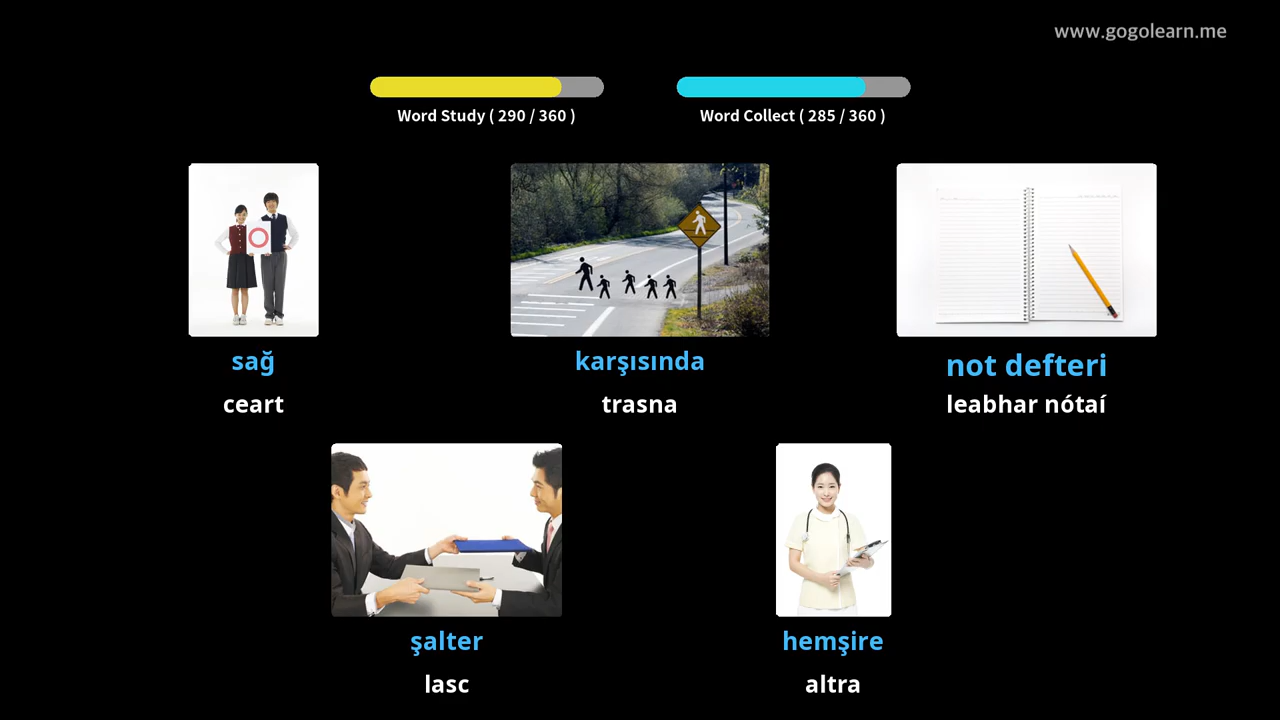 www.gogolearn.me
Word Study ( 290 / 360 )
Word Collect ( 285 / 360 )
sağ
karşısında
not defteri
ceart
trasna
leabhar nótaí
şalter
hemşire
lasc
altra